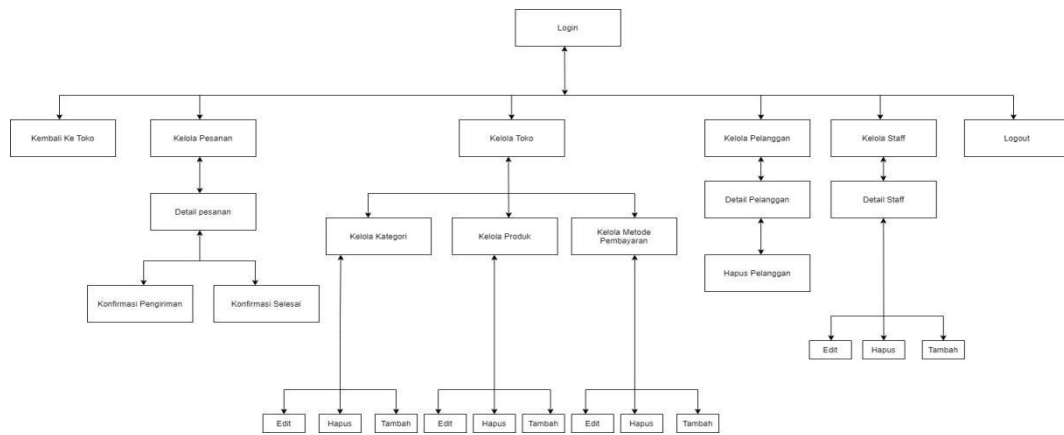 Login
Kembali Ke Toko
Kelola Pesanan
Kelola Toko
Kelola Pelanggan
Kelola Staff
Logout
Detail pesanan
Detail Pelanggan
Detail Staff
Kelola Kategori
Kelola Produk
Kelola Metode
Pembayaran
Hapus Pelanggan
Konfirmasi Pengiriman
Konfirmasi Selesai
Edit
Hapus
Tambah
Edit
Hapus
Tambah
Edit
Hapus
Tambah
Edit
Hapus
Tambah